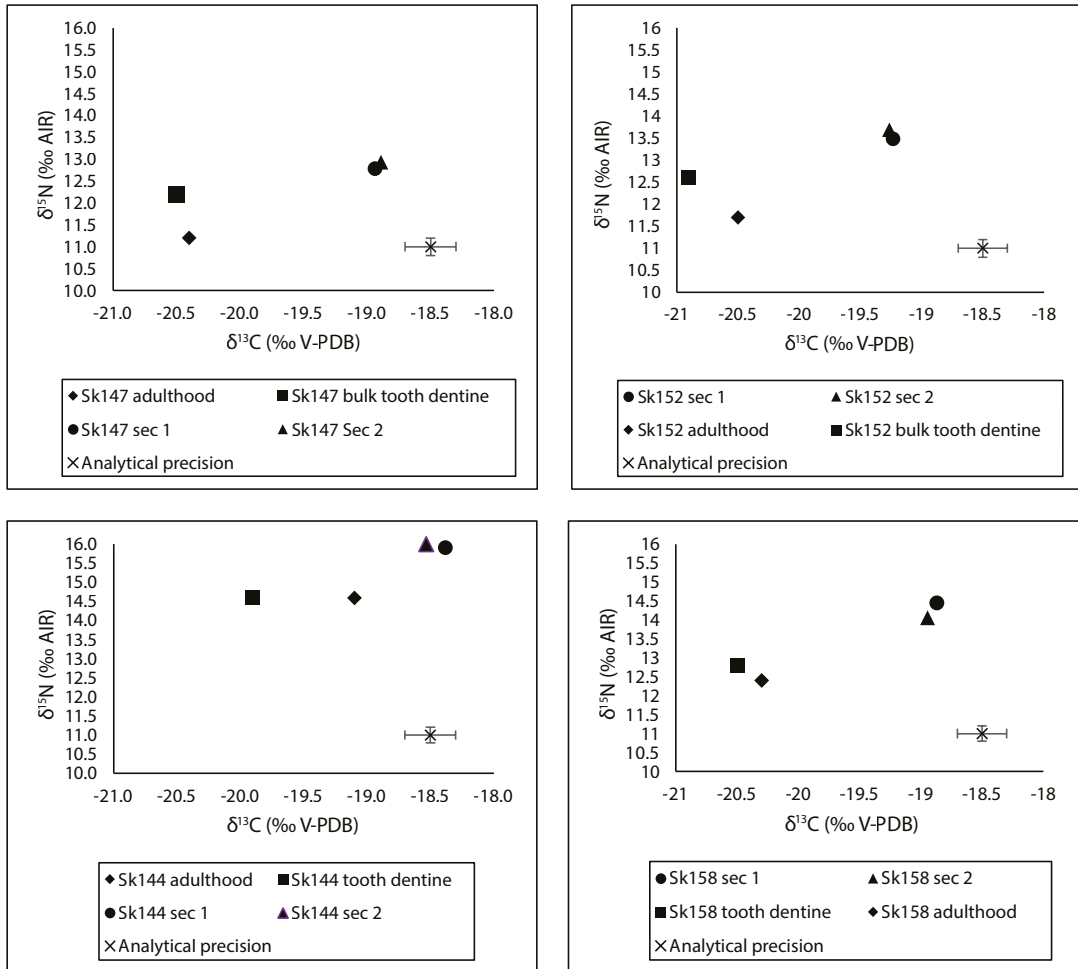 16.0
15.5
15.0
14.5
14.0
13.5
13.0
12.5
12.0
11.5
11.0
10.5
10.0
δ¹⁵N (‰ AIR)
-21.0 -20.5 -20.0 -19.5 -19.0 -18.5 -18.0
δ¹³C (‰ V-PDB)
Sk147 adulthood Sk147 bulk tooth dentine
Sk147 sec 1 Sk147 Sec 2
Analytical precision
16
15.5
15
14.5
14
13.5
13
12.5
12
11.5
11
10.5
10
δ¹⁵N (‰ AIR)
-21 -20.5 -20 -19.5 -19 -18.5 -18
δ¹³C (‰ V-PDB)
Sk152 sec 1 Sk152 sec 2
Sk152 adulthood Sk152 bulk tooth dentine
Analytical precision
16.0
15.5
15.0
14.5
14.0
13.5
13.0
12.5
12.0
11.5
11.0
10.5
10.0
δ¹⁵N (‰ AIR)
-21.0 -20.5 -20.0 -19.5 -19.0 -18.5 -18.0
δ¹³C (‰ V-PDB)
Sk144 adulthood Sk144 tooth dentine
Sk144 sec 1 Sk144 sec 2
Analytical precision
16
15.5
15
14.5
14
13.5
13
12.5
12
11.5
11
10.5
10
δ¹⁵N (‰ AIR)
-21 -20.5 -20 -19.5 -19 -18.5 -18
δ¹³C (‰ V-PDB)
Sk158 sec 1 Sk158 sec 2
Sk158 tooth dentine Sk158 adulthood
Analytical precision